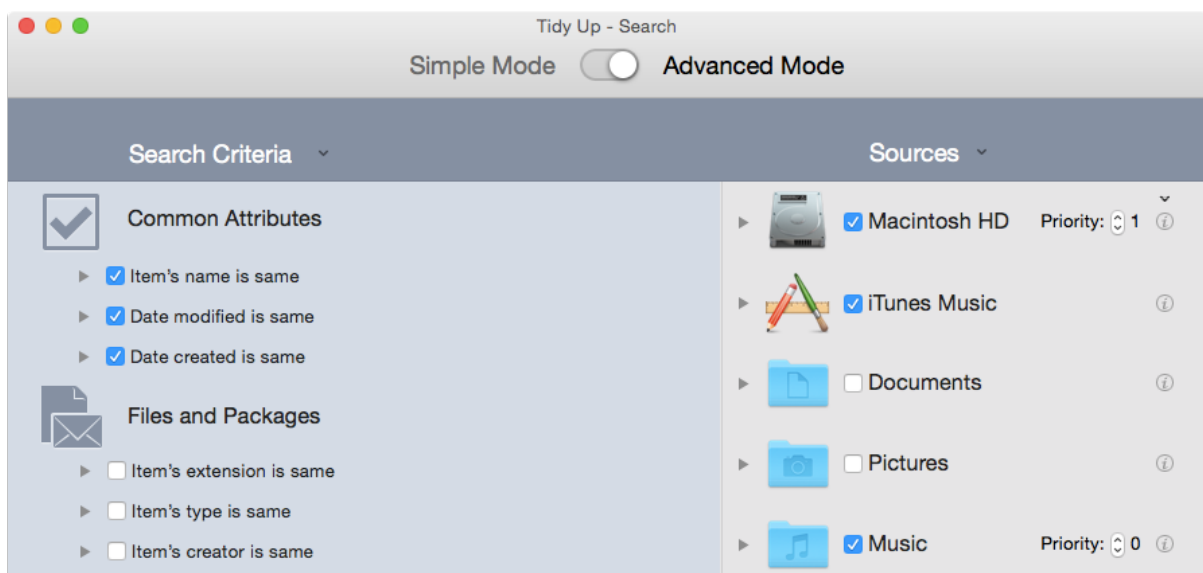 Tidy Up - Search
Simple Mode Advanced Mode
Search Criteria
Sources
Common Attributes
Item's name is same
Date modified is same
Date created is same
Files and Packages
Item's extension is same
Item's type is same
Item's creator is same
Macintosh HD Priority: 1
iTunes Music
Documents
Pictures
Music Priority: 0